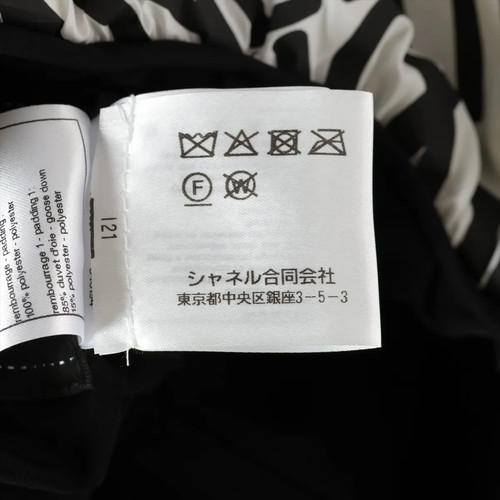 rembourrage - padding :
100% polyester - polyester
rembourrage 1 - padding 1 :
85% duvet d'oie - goose down
15% polyester - polyester
121
F
W
シャネル合同会社
東京都中央区銀座3-5-3